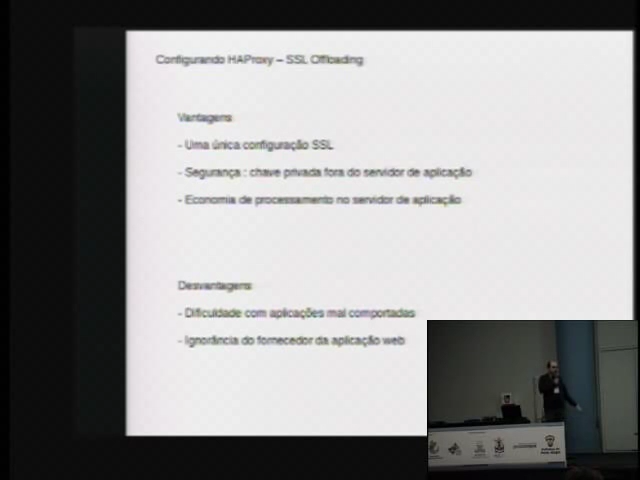 Configurando HAProxy – SSL Offloading
Vantagens
- Uma única configuração SSL
- Segurança : chave privada fora do servidor de aplicação
- Economia de processamento no servidor de aplicação
Desvantagens
- Dificuldade com aplicações mal comportadas
- Ignorância do fornecedor da aplicação web